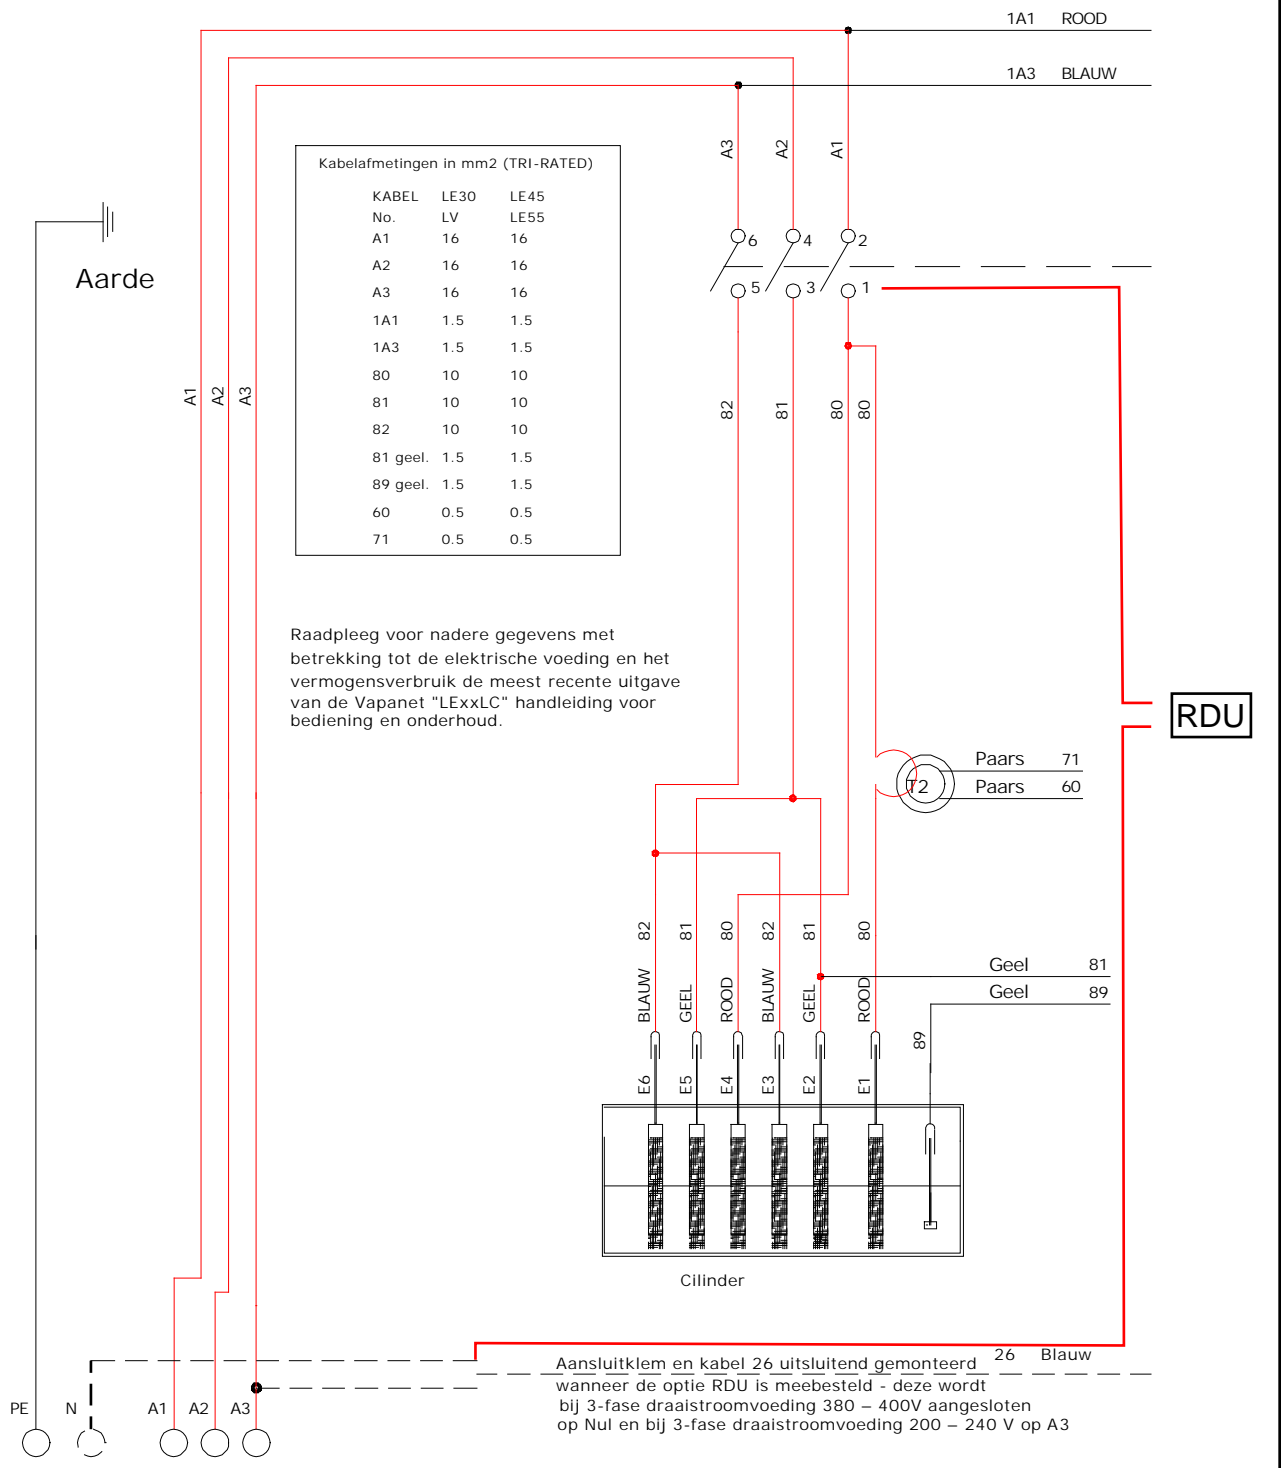 1A1 ROOD
1A3 BLAUW
A3
A2
A1
Kabelafmetingen in mm2 (TRI-RATED)
KABEL LE30 LE45
No. LV LE55
A1 16 16
A2 16 16
A3 16 16
1A1 1.5 1.5
1A3 1.5 1.5
80 10 10
81 10 10
82 10 10
81 geel. 1.5 1.5
89 geel. 1.5 1.5
60 0.5 0.5
71 0.5 0.5
6
4
2
5
3
1
Aarde
A1
A2
A3
82
81
80
80
Raadpleeg voor nadere gegevens met
betrekking tot de elektrische voeding en het
vermogensverbruik de meest recente uitgave
van de Vapanet "LExxLC" handleiding voor
bediening en onderhoud.
RDU
T2
Paars 71
Paars 60
82
81
80
82
81
80
Geel 81
Geel 89
BLAUW
GEEL
ROOD
BLAUW
GEEL
ROOD
89
E6
E5
E4
E3
E2
E1
Cilinder
26 Blauw
Aansluitklem en kabel 26 uitsluitend gemonteerd
wanneer de optie RDU is meebesteld - deze wordt
bij 3-fase draaistroomvoeding 380 – 400V aangesloten
op Nul en bij 3-fase draaistroomvoeding 200 – 240 V op A3
PE
N
A1
A2
A3